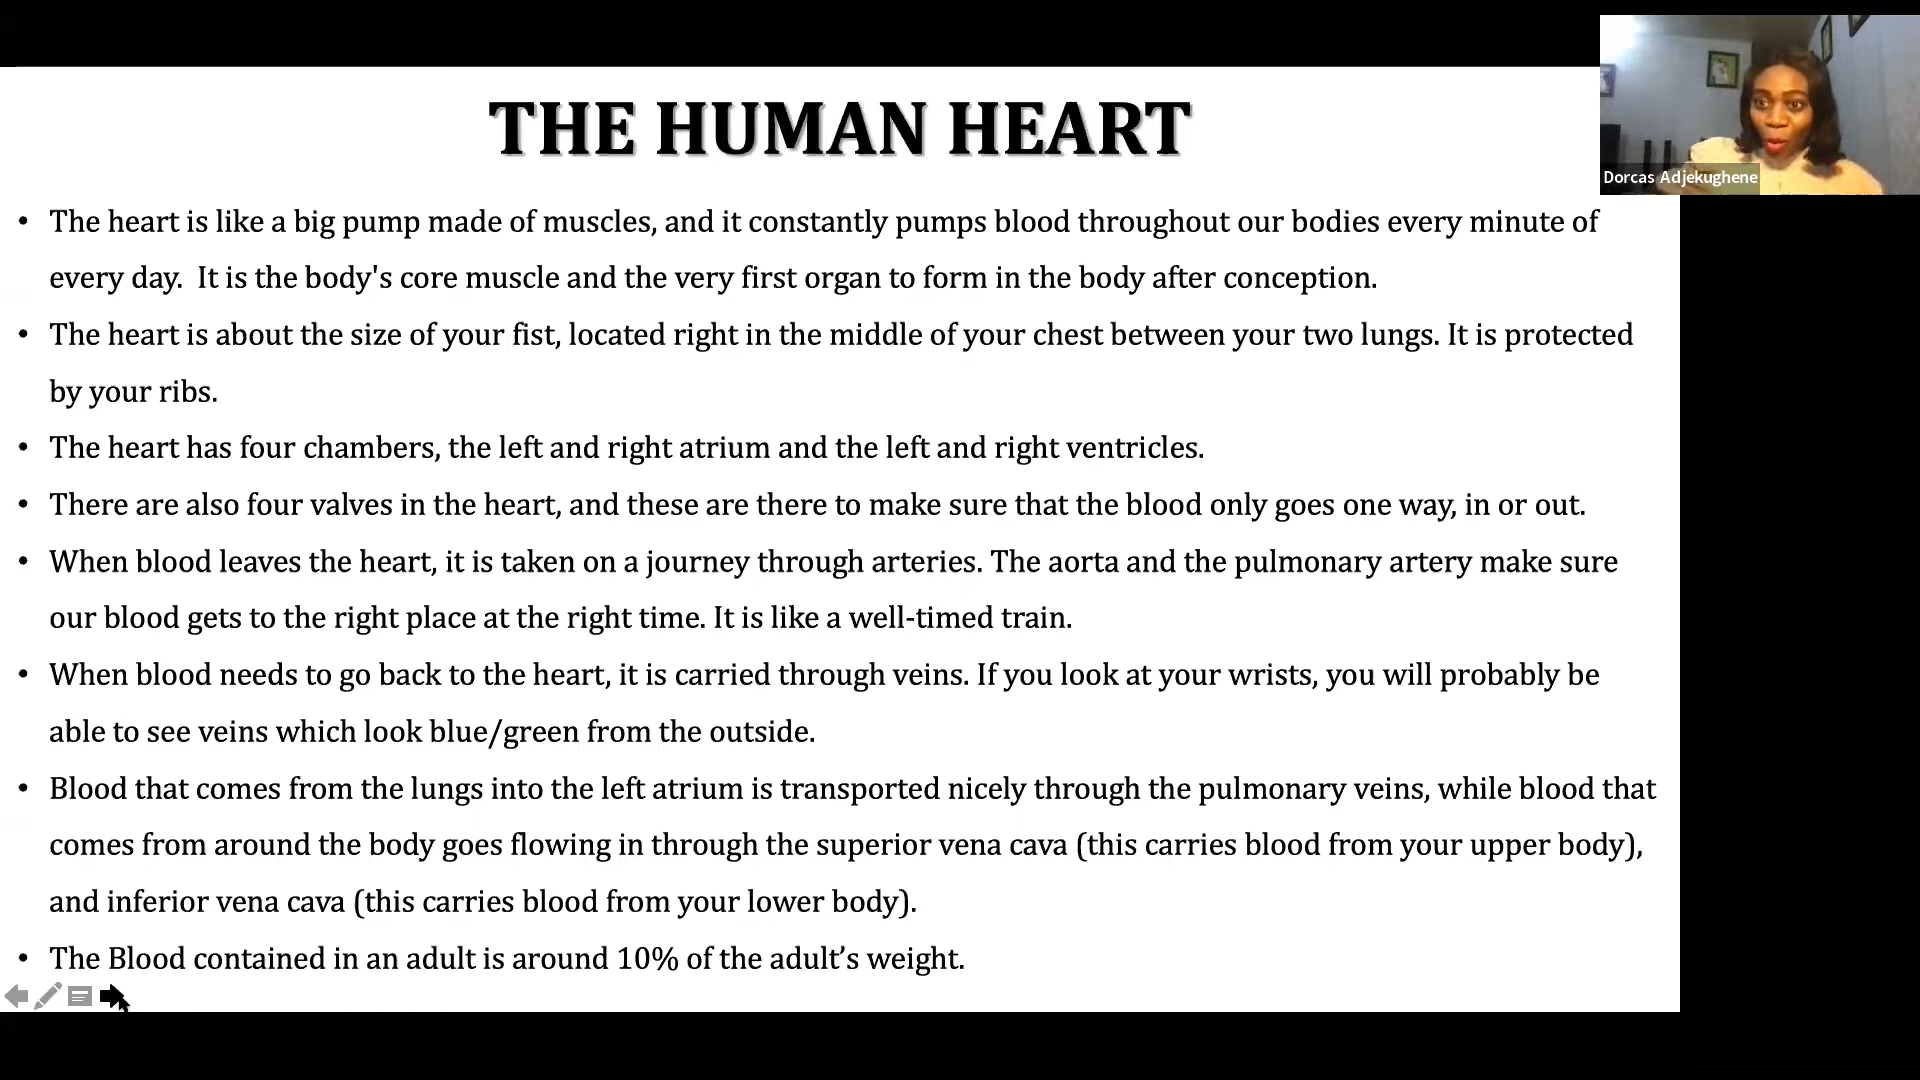 THE HUMAN HEART
Dorcas Adjekughene
• The heart is like a big pump made of muscles, and it constantly pumps blood throughout our bodies every minute of
every day.  It is the body's core muscle and the very first organ to form in the body after conception.
• The heart is about the size of your fist, located right in the middle of your chest between your two lungs. It is protected
by your ribs.
• The heart has four chambers, the left and right atrium and the left and right ventricles.
• There are also four valves in the heart, and these are there to make sure that the blood only goes one way, in or out.
• When blood leaves the heart, it is taken on a journey through arteries. The aorta and the pulmonary artery make sure
our blood gets to the right place at the right time. It is like a well-timed train.
• When blood needs to go back to the heart, it is carried through veins. If you look at your wrists, you will probably be
able to see veins which look blue/green from the outside.
• Blood that comes from the lungs into the left atrium is transported nicely through the pulmonary veins, while blood that
comes from around the body goes flowing in through the superior vena cava (this carries blood from your upper body),
and inferior vena cava (this carries blood from your lower body).
• The Blood contained in an adult is around 10% of the adult’s weight.